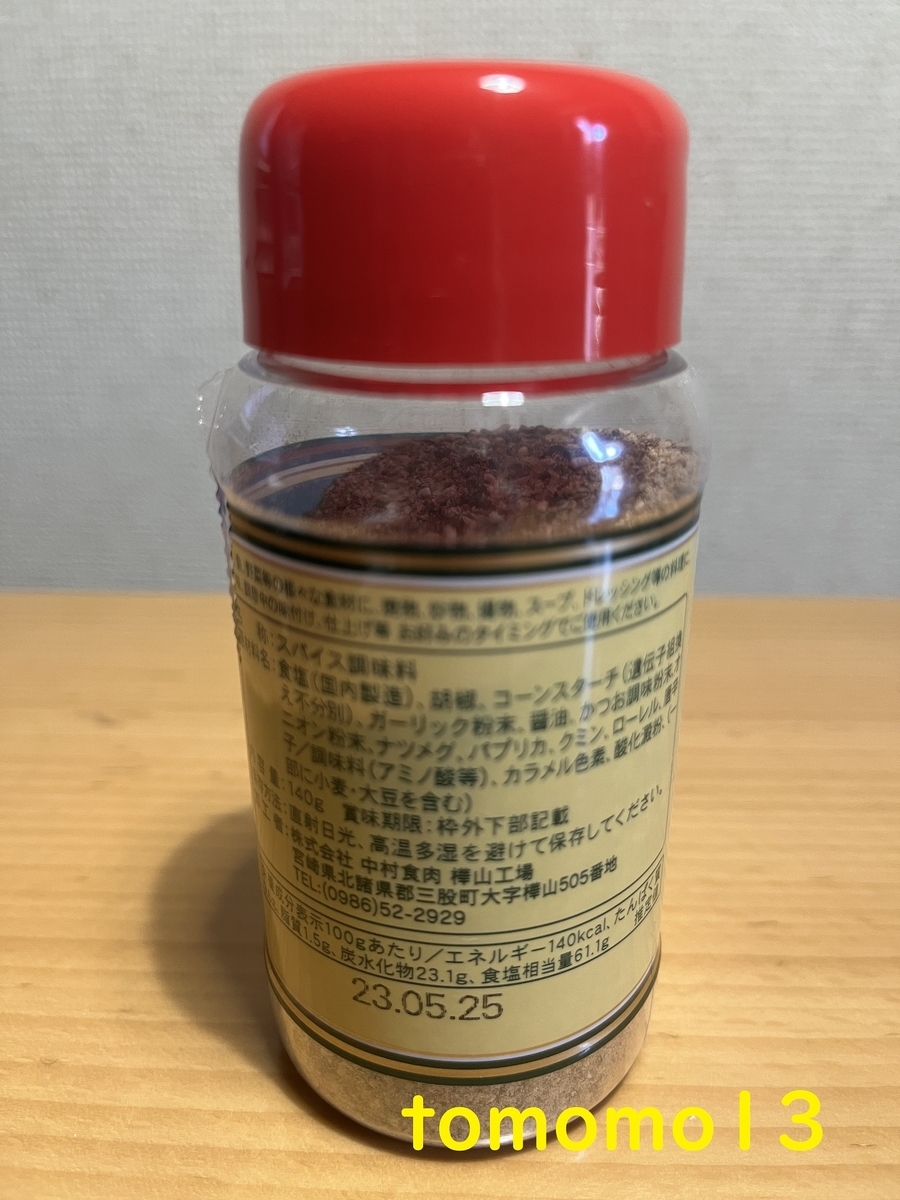 野菜等の様々な食材に、煮物、炒物、揚物、スープ、ドレッシング等の料理に
調理中の味付け、仕上げ等 お好みのタイミングでご使用ください。
称：スパイス調味料
材料名：食塩（国内製造）、胡椒、コーンスターチ（遺伝子組換
え不分別）、ガーリック粉末、醤油、かつお調味粉末、オ
ニオン粉末、ナツメグ、パプリカ、クミン、ローレル、唐辛
子／調味料（アミノ酸等）、カラメル色素、酸化澱粉、（一
部に小麦・大豆を含む）
容量：140g 賞味期限：枠外下部記載
方法：直射日光、高温多湿を避けて保存してください。
者：株式会社 中村食肉 樺山工場
宮崎県北諸県郡三股町大字樺山505番地
TEL:(0986)52-2929
成分表示100gあたり／エネルギー140kcal、たんぱく質
脂質1.5g、炭水化物23.1g、食塩相当量61.1g 推定値
23.05.25
tomomo13